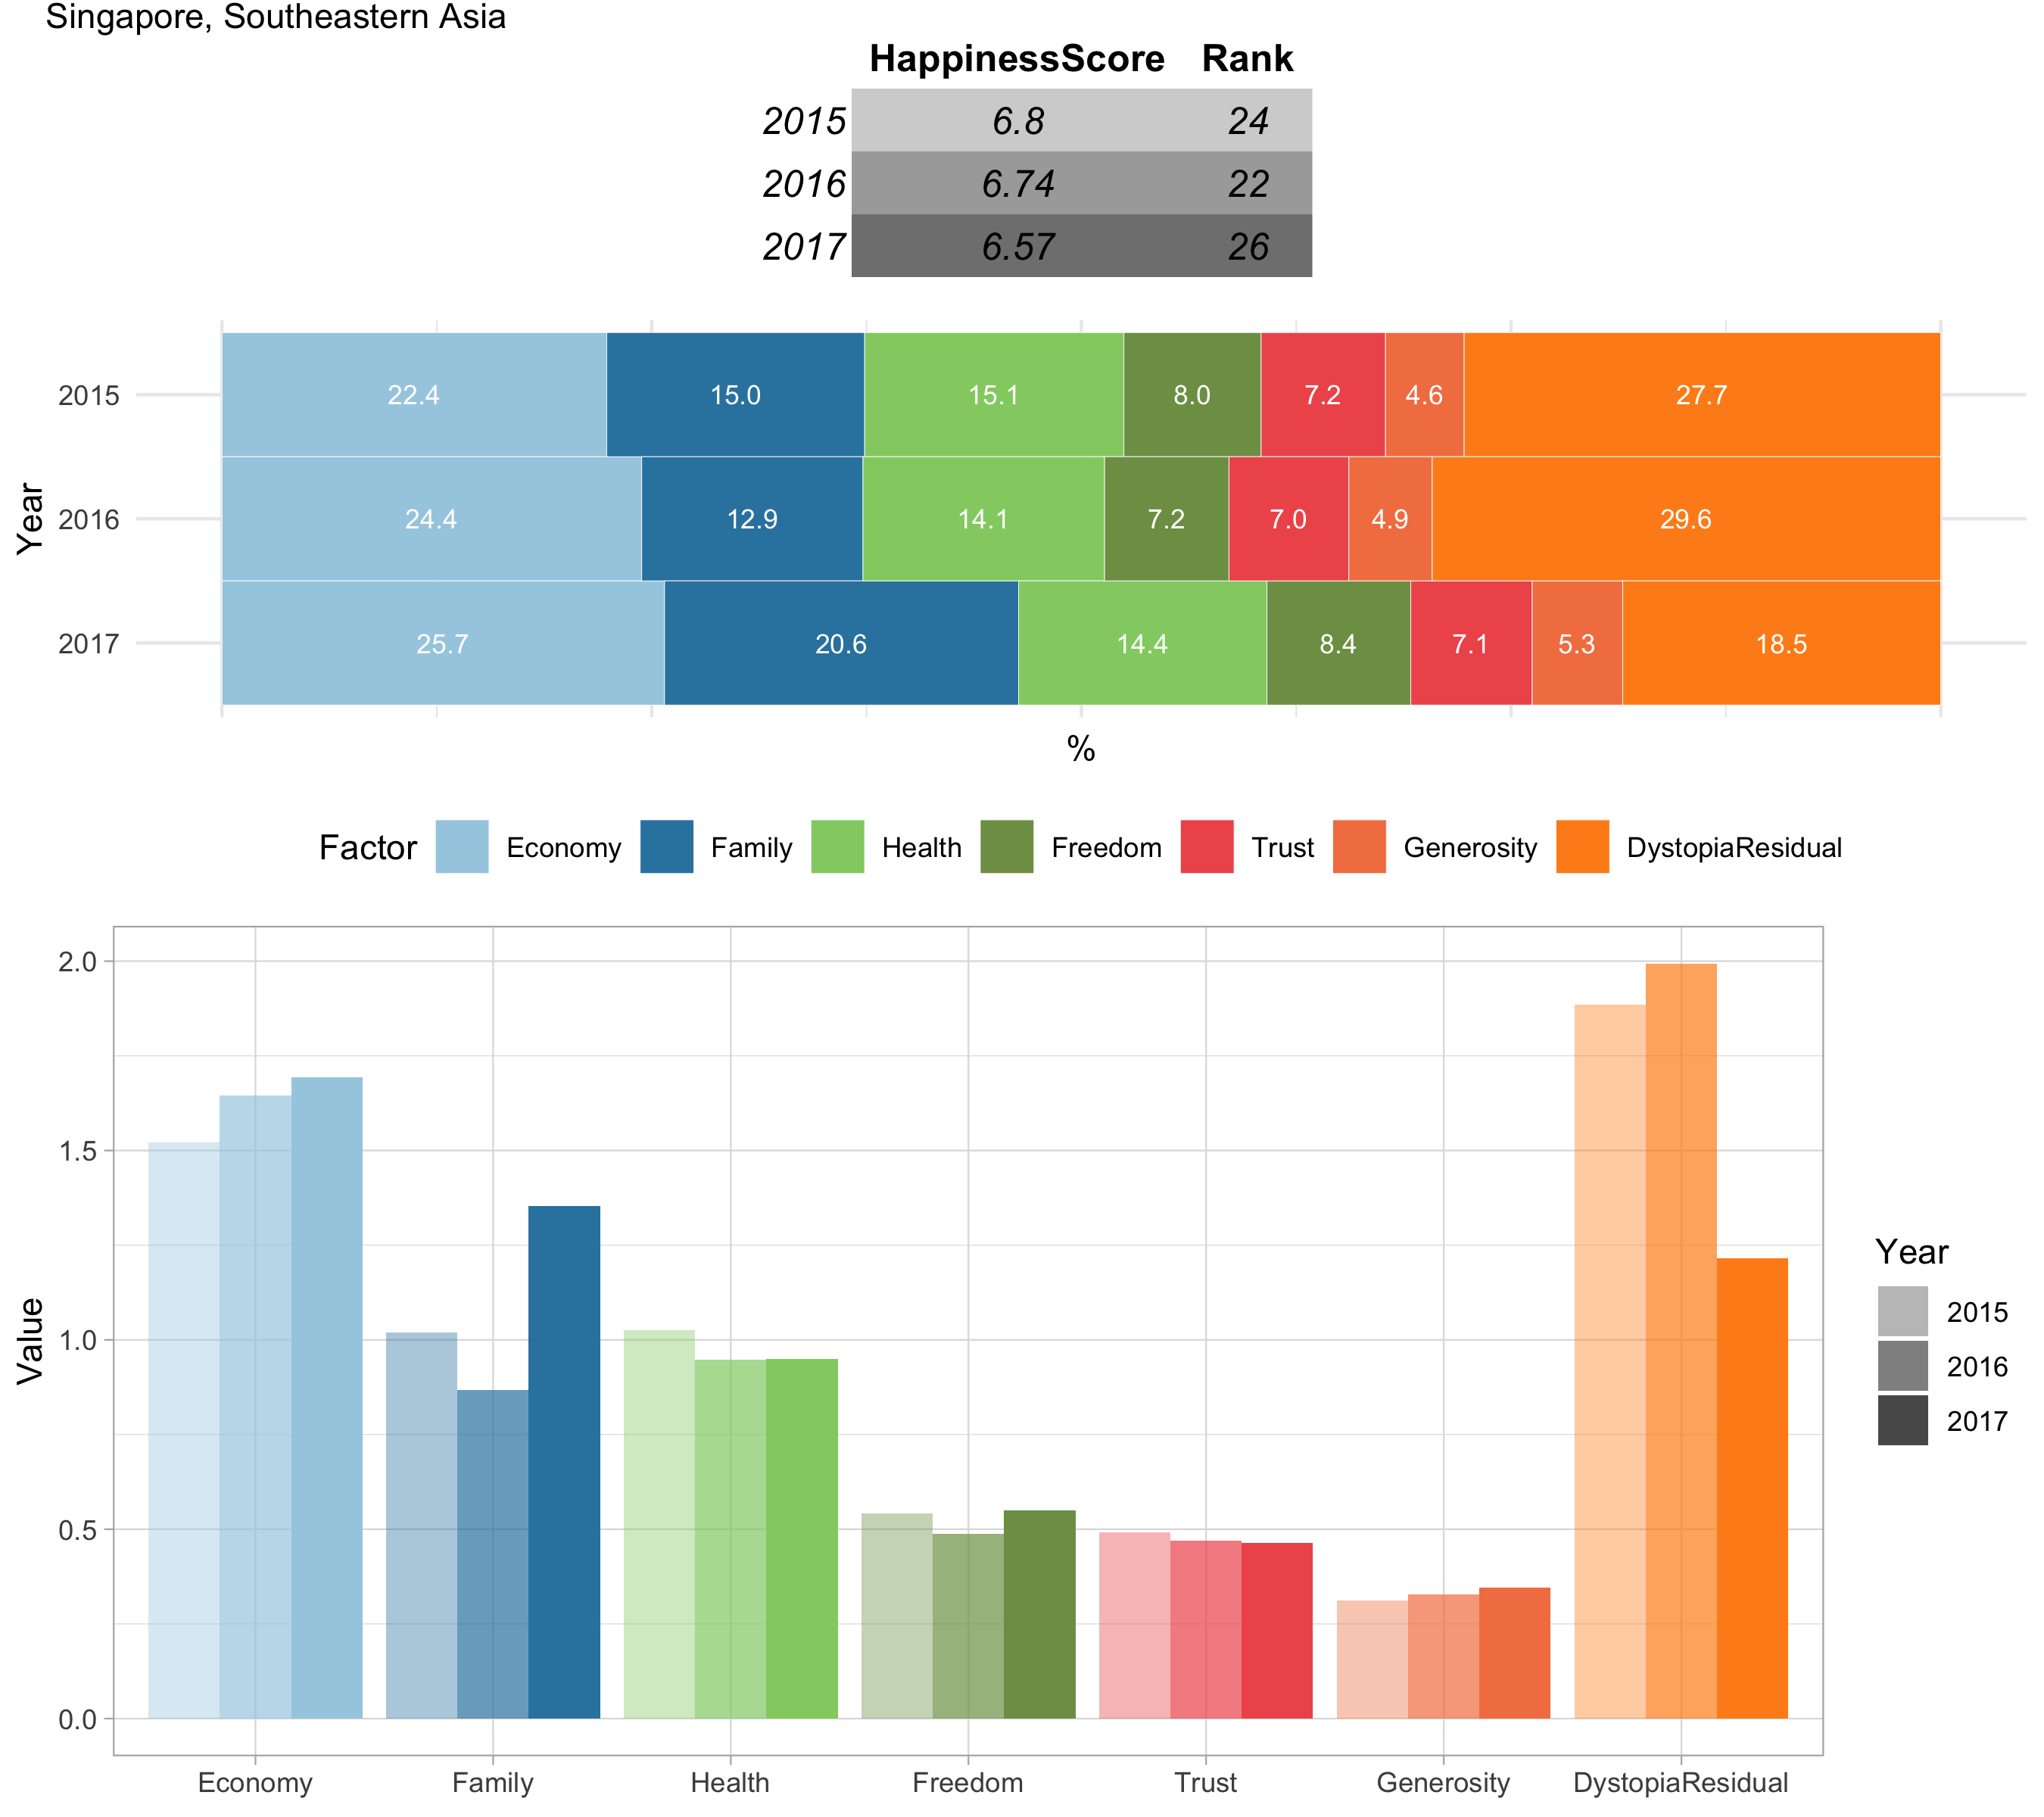 Singapore, Southeastern Asia
HappinessScore Rank
2015 6.8 24
2016 6.74 22
2017 6.57 26
Year
2015 22.4 15.0 15.1 8.0 7.2 4.6 27.7
2016 24.4 12.9 14.1 7.2 7.0 4.9 29.6
2017 25.7 20.6 14.4 8.4 7.1 5.3 18.5
%
Factor Economy Family Health Freedom Trust Generosity DystopiaResidual
Value
2.0
1.5
1.0
0.5
0.0
Economy Family Health Freedom Trust Generosity DystopiaResidual
Year
2015
2016
2017